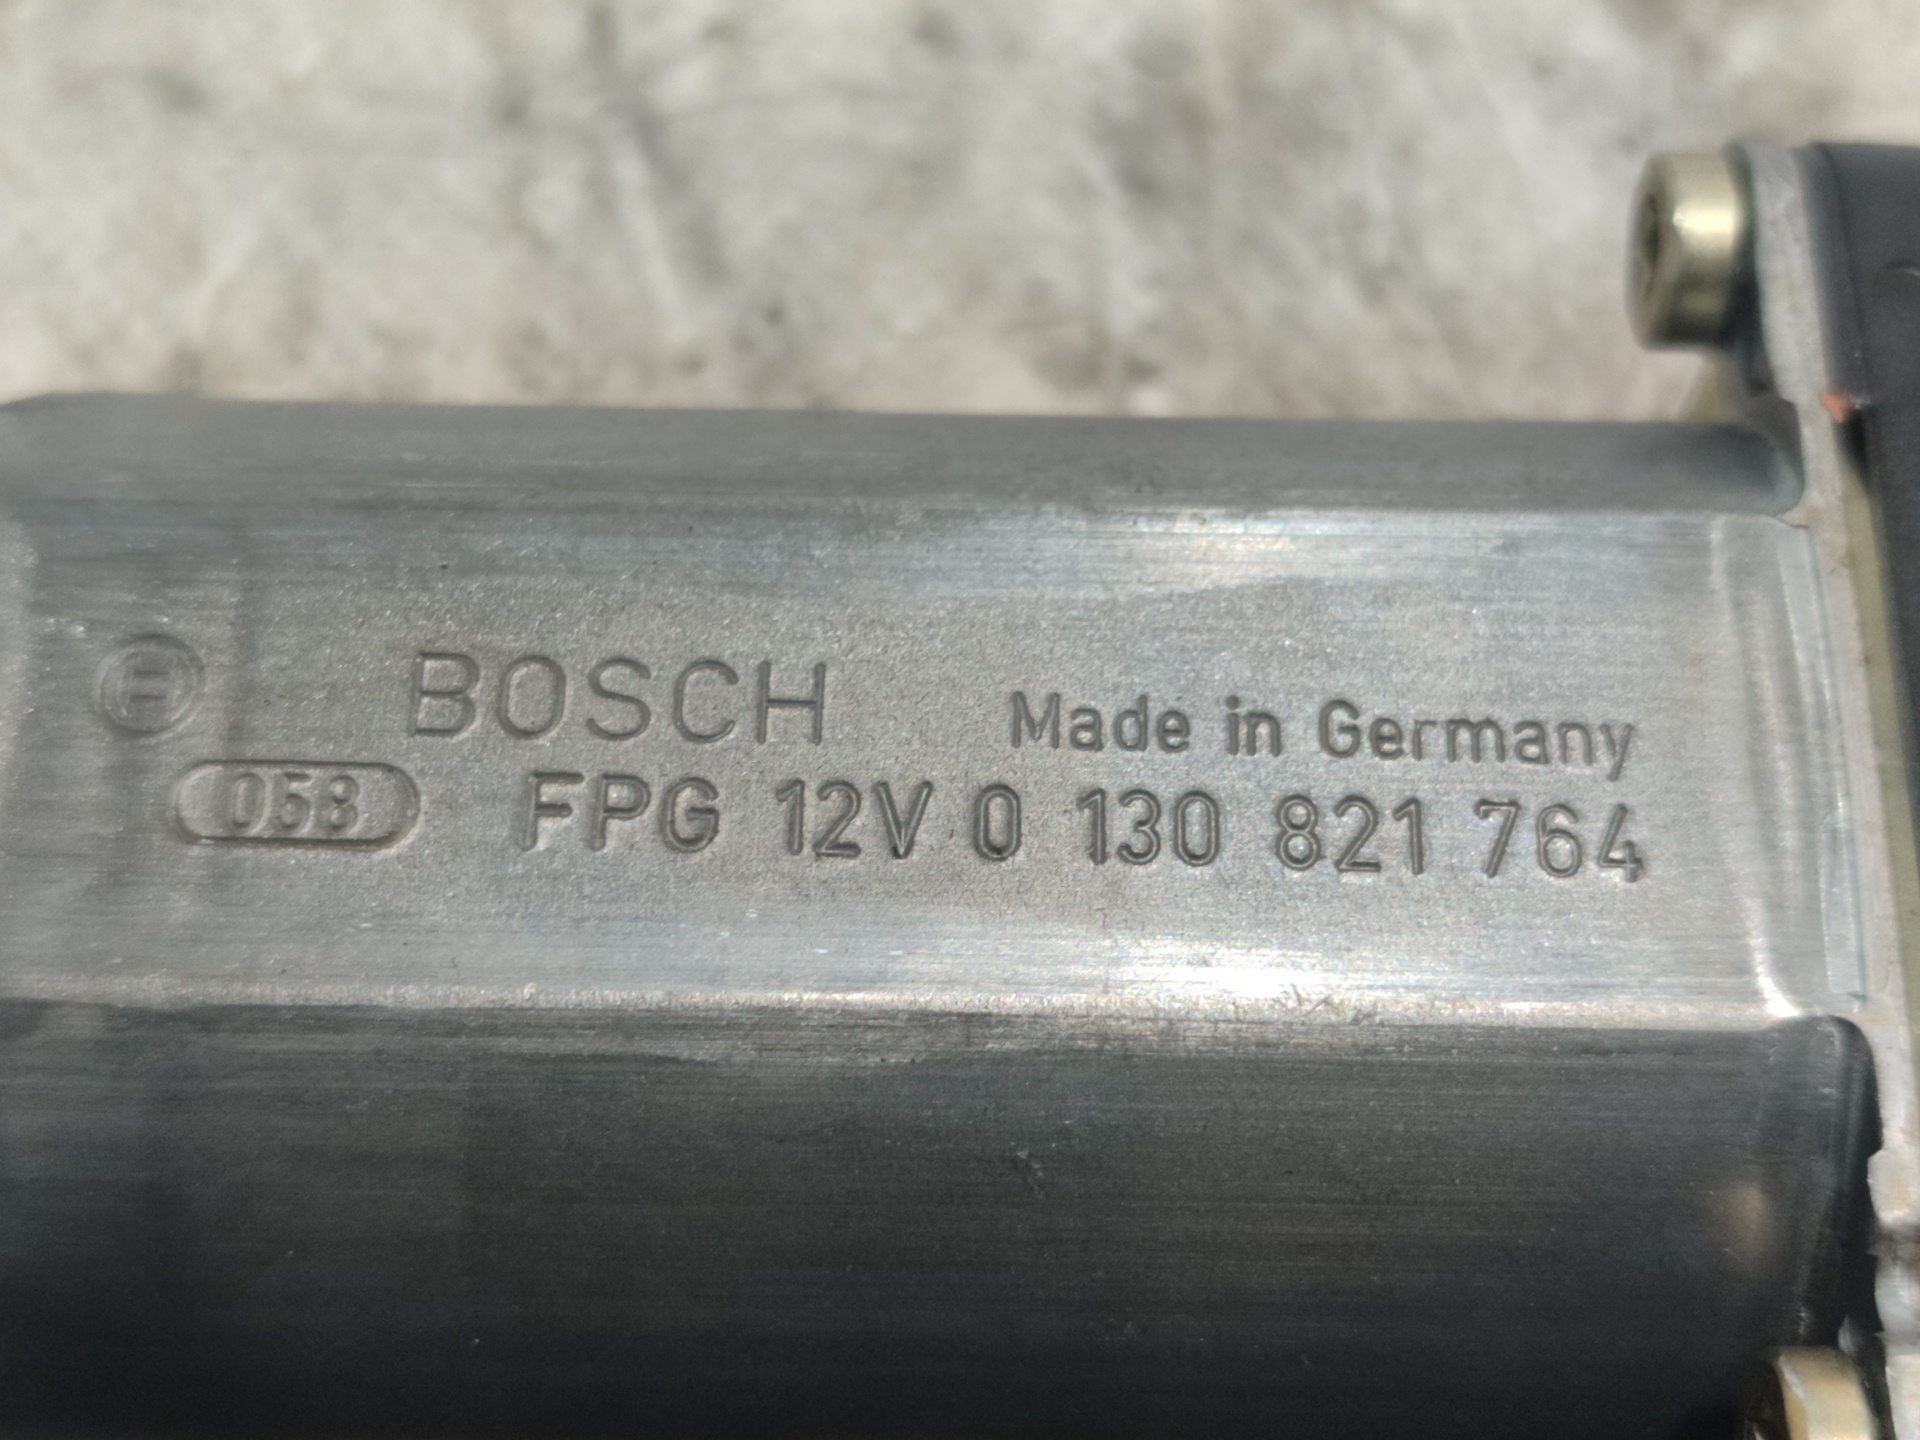 BOSCH Made in Germany
058 FPG 12V 0 130 821 764